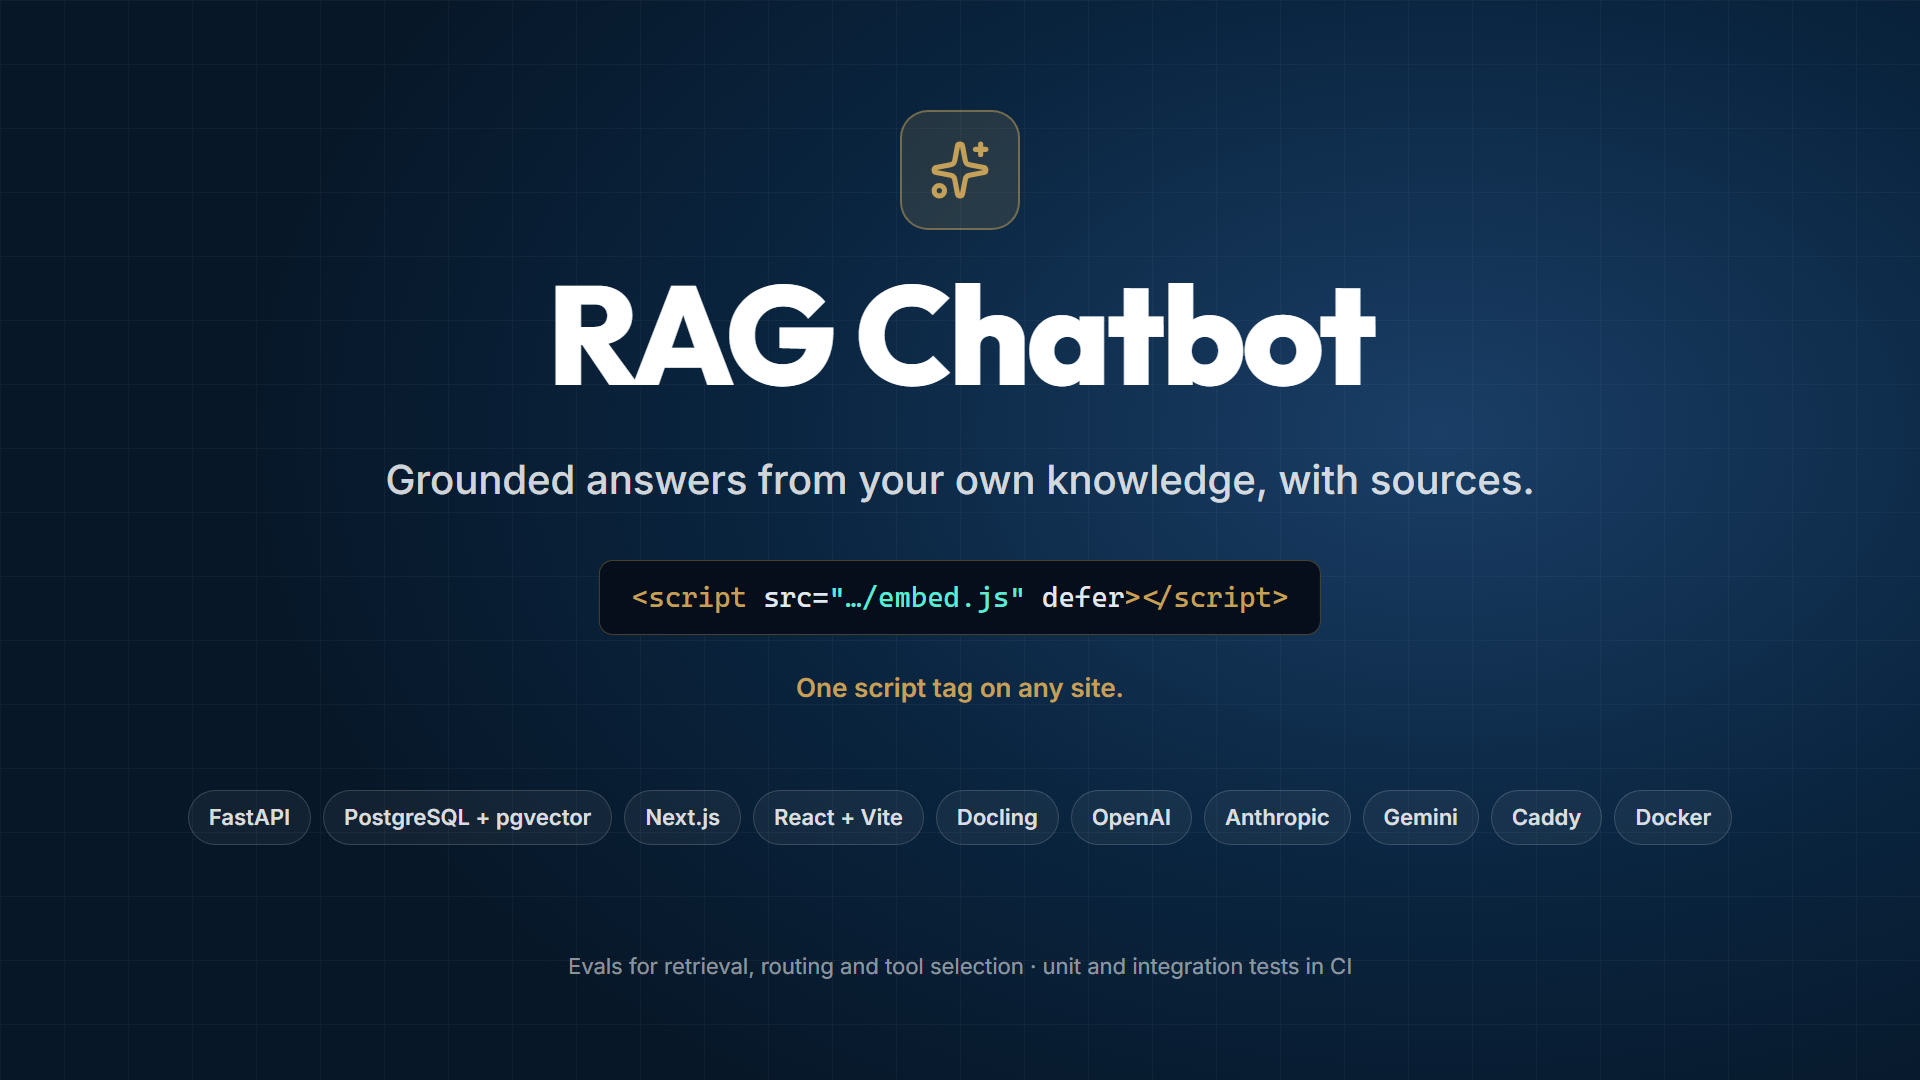 RAG Chatbot
Grounded answers from your own knowledge, with sources.
<script src="…/embed.js" defer></script>
One script tag on any site.
FastAPI PostgreSQL + pgvector Next.js React + Vite Docling OpenAI Anthropic Gemini Caddy Docker
Evals for retrieval, routing and tool selection · unit and integration tests in CI